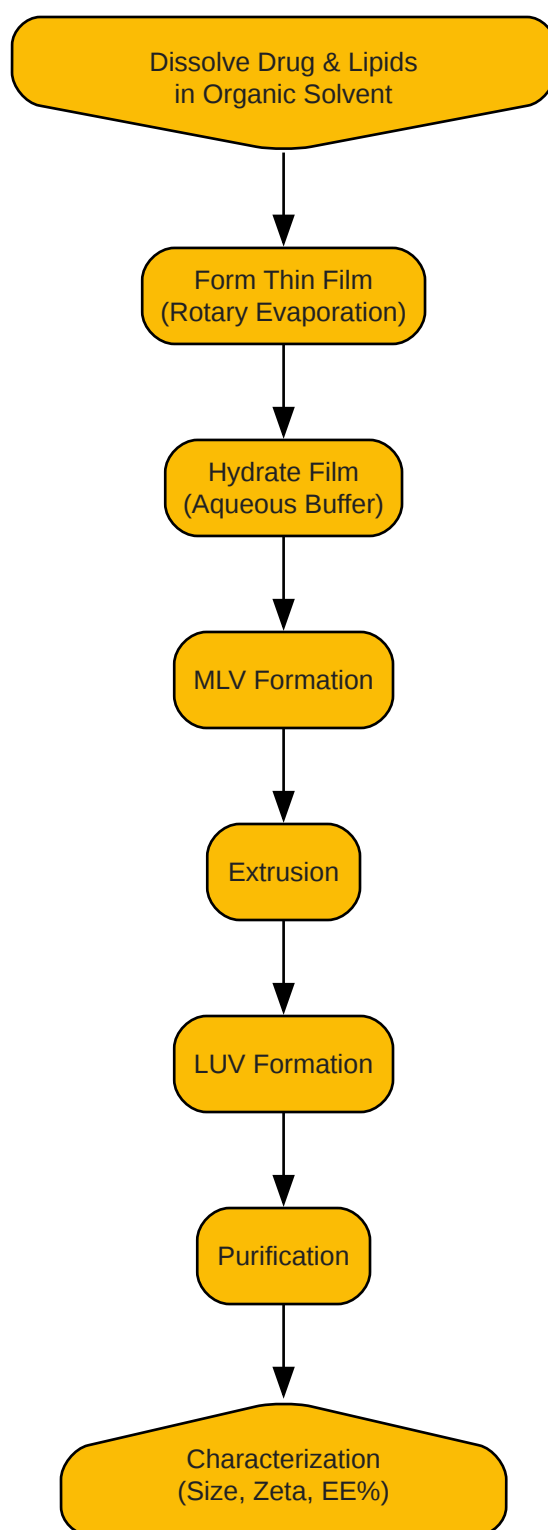 Dissolve Drug & Lipids
in Organic Solvent
Form Thin Film
(Rotary Evaporation)
Hydrate Film
(Aqueous Buffer)
MLV Formation
Extrusion
LUV Formation
Purification
Characterization
(Size, Zeta, EE%)